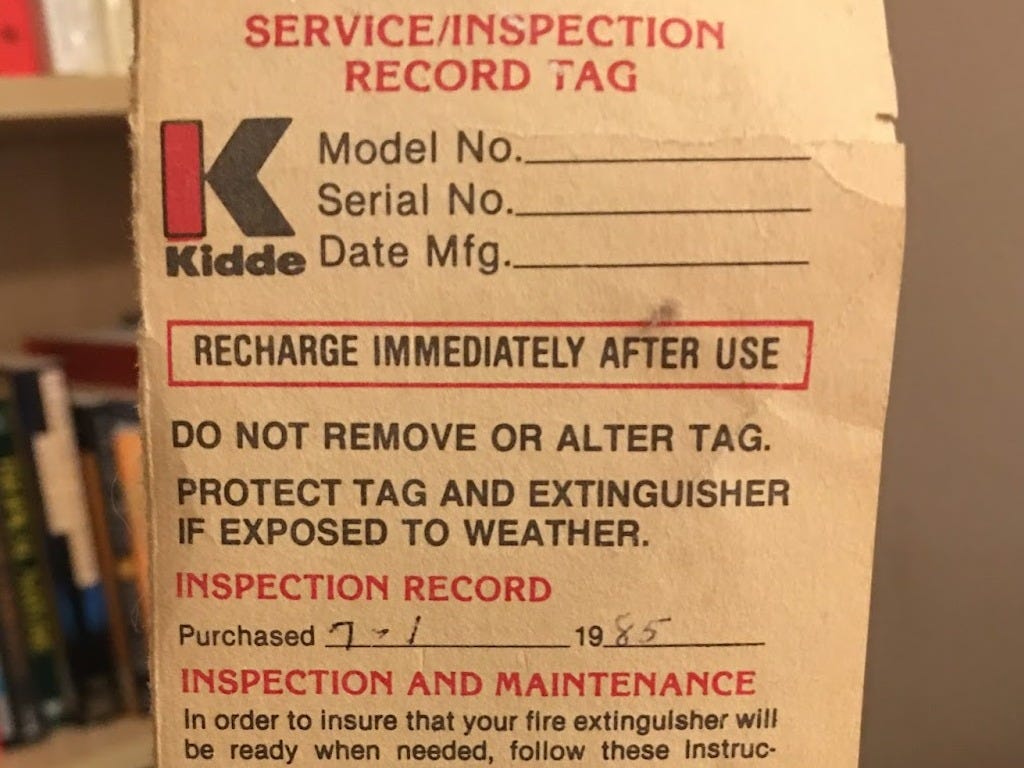 SERVICE/INSPECTION
RECORD TAG
Model No.
Serial No.
Kidde Date Mfg.
RECHARGE IMMEDIATELY AFTER USE
DO NOT REMOVE OR ALTER TAG.
PROTECT TAG AND EXTINGUISHER
IF EXPOSED TO WEATHER.
INSPECTION RECORD
Purchased 7-1 1985
INSPECTION AND MAINTENANCE
In order to insure that your fire extinguisher will
be ready when needed, follow these Instruc-